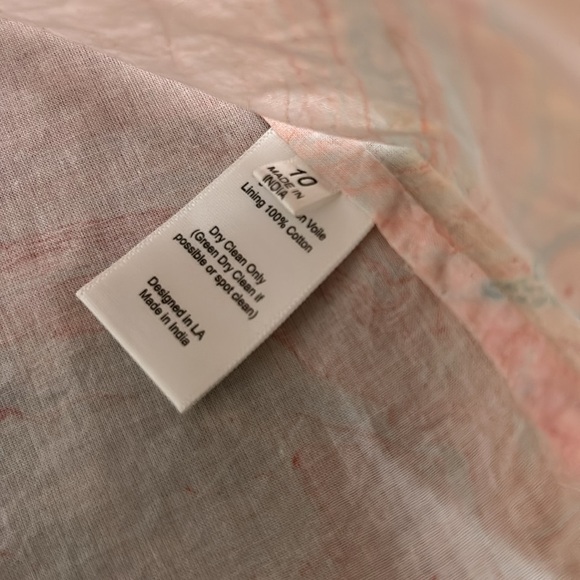 10
MADE IN
INDIA
Voile
Lining 100% Cotton
Dry Clean Only
(Green Dry Clean if
possible or spot clean)
Designed in LA
Made in India